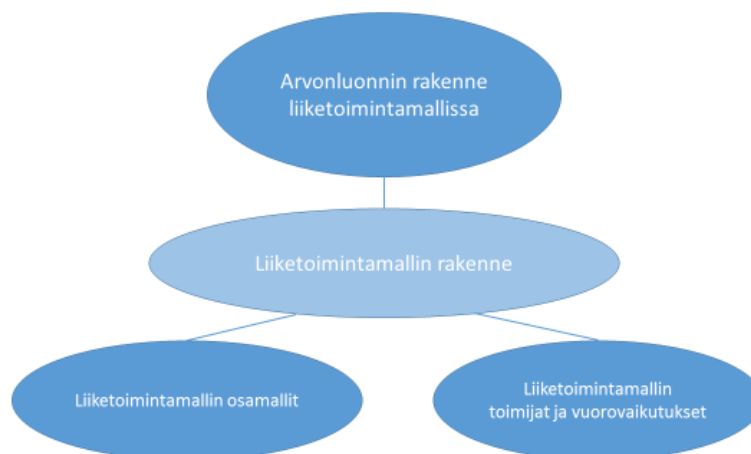 Arvonluonnin rakenne
liiketoimintamallissa
Liiketoimintamallin rakenne
Liiketoimintamallin osamallit
Liiketoimintamallin
toimijat ja vuorovaikutukset